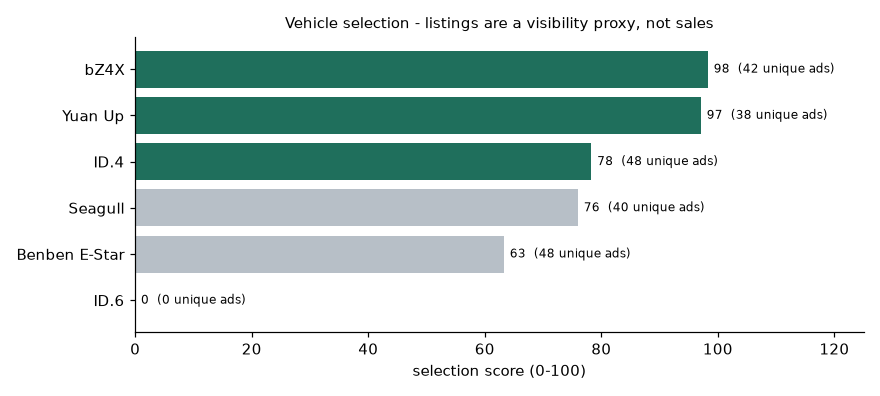 Vehicle selection - listings are a visibility proxy, not sales
bZ4X 98 (42 unique ads)
Yuan Up 97 (38 unique ads)
ID.4 78 (48 unique ads)
Seagull 76 (40 unique ads)
Benben E-Star 63 (48 unique ads)
ID.6 0 (0 unique ads)
0 20 40 60 80 100 120
selection score (0-100)